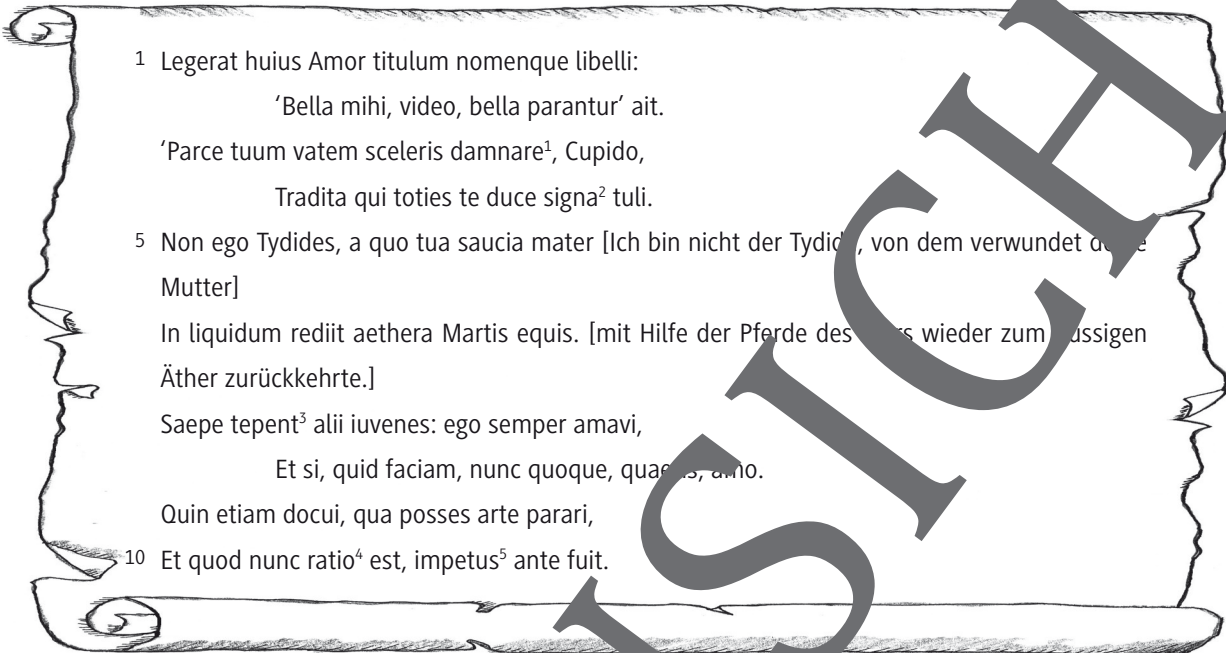 1 Legerat huius Amor titulum nomenque libelli:
‘Bella mihi, video, bella parantur’ ait.
‘Parce tuum vatem sceleris damnare1, Cupido,
Tradita qui toties te duce signa2 tuli.
5 Non ego Tydides, a quo tua saucia mater [Ich bin nicht der von dem verwundet
Mutter]
In liquidum rediit aethera Martis equis. [mit Hilfe der Pferde des wieder zum
Äther zurückkehrte.]
Saepe tepent3 alii iuvenes: ego semper amavi,
Et si, quid faciam, nunc quoque,
Quin etiam docui, qua posses arte parari,
10 Et quod nunc ratio4 est, impetus5 ante fuit.
SICH